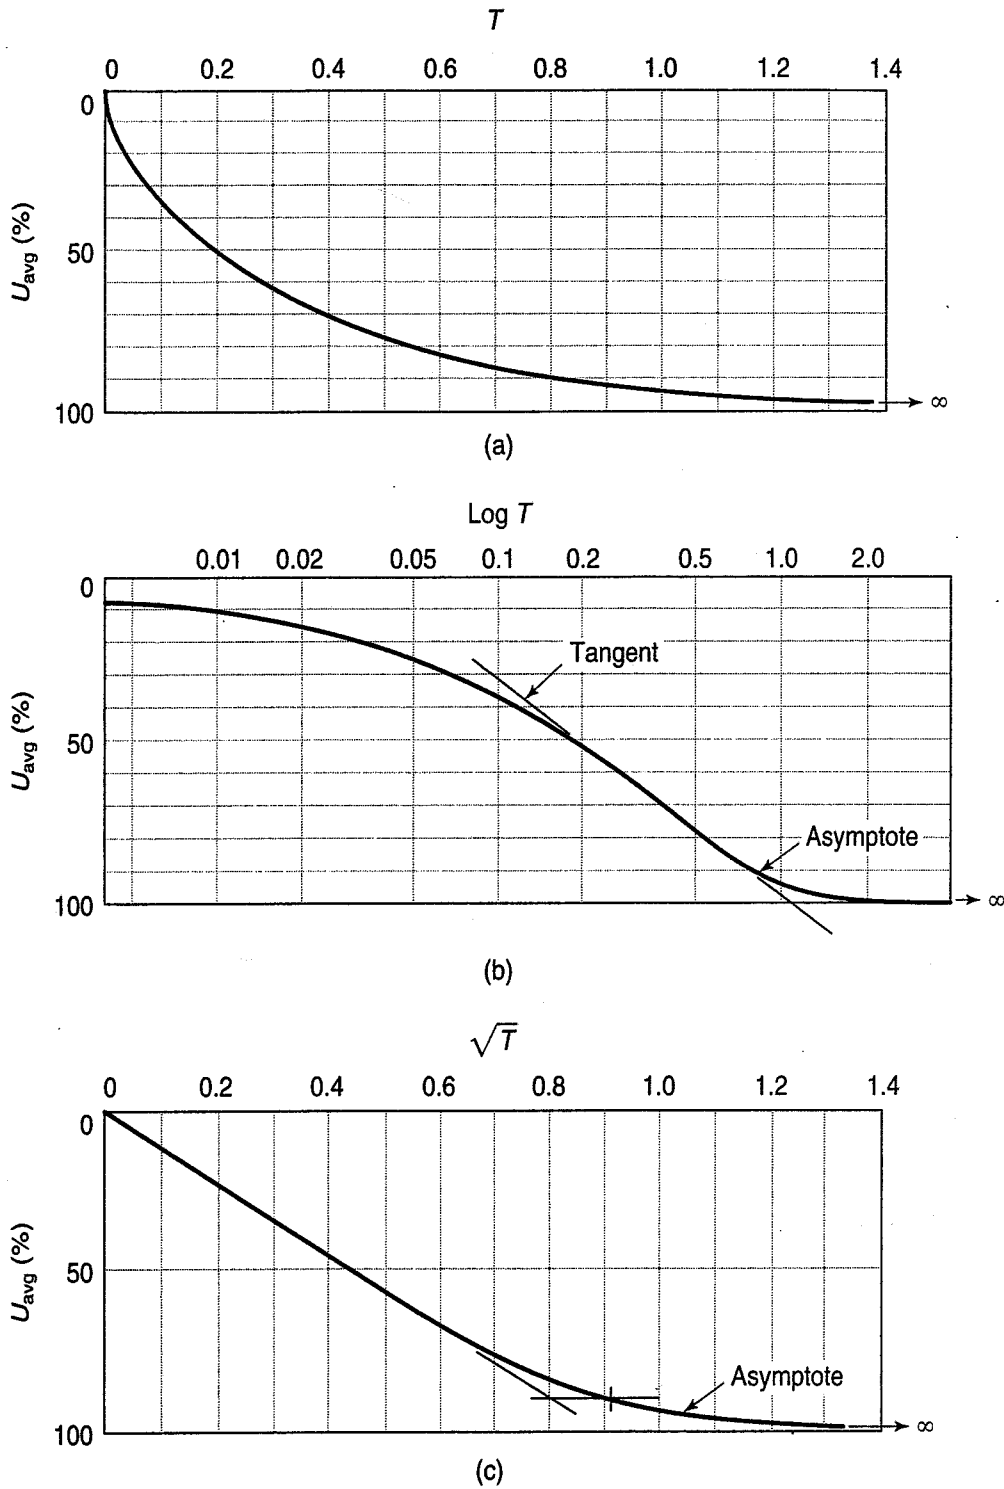 T
0 0.2 0.4 0.6 0.8 1.0 1.2 1.4
0
50
100
U_avg (%)
∞
(a)
Log T
0.01 0.02 0.05 0.1 0.2 0.5 1.0 2.0
0
Tangent
50
U_avg (%)
Asymptote
100
∞
(b)
√T
0 0.2 0.4 0.6 0.8 1.0 1.2 1.4
0
50
U_avg (%)
Asymptote
100
∞
(c)